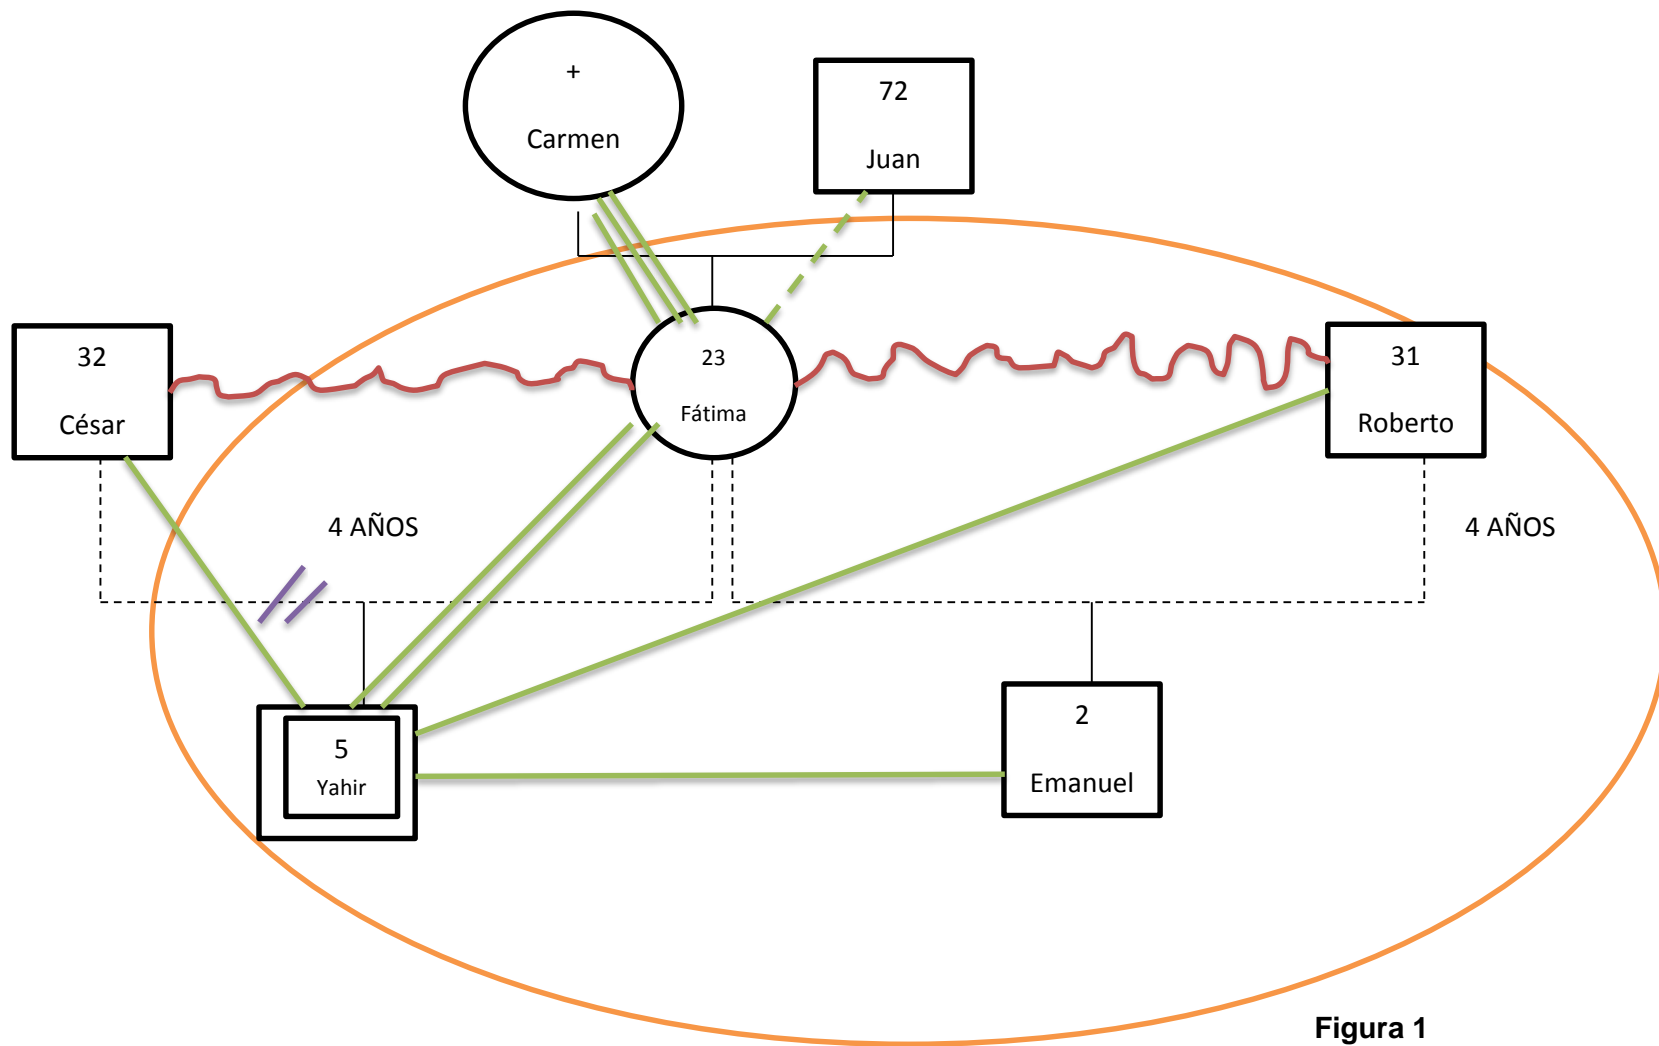 +
Carmen
72
Juan
32
César
23
Fátima
31
Roberto
4 AÑOS
4 AÑOS
5
Yahir
2
Emanuel
Figura 1